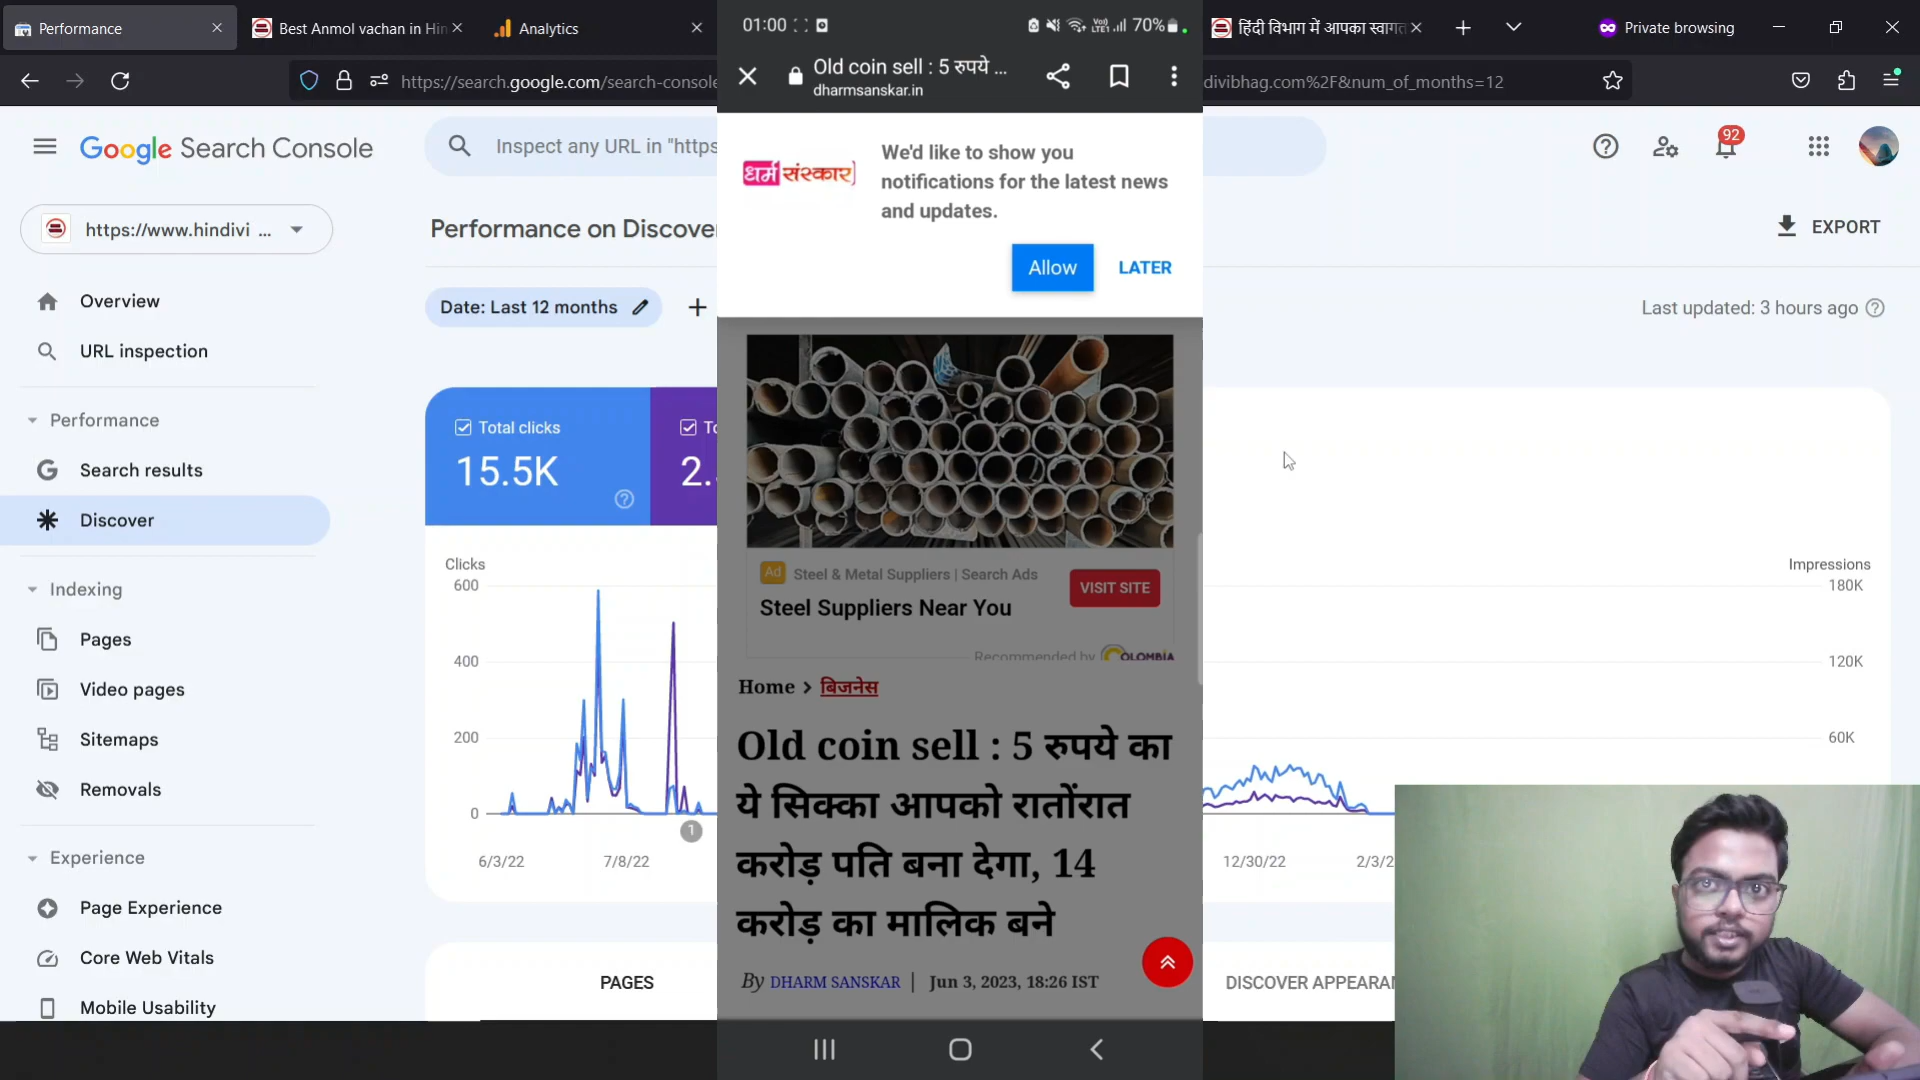 Performance
Best Anmol vachan in Hin
Analytics
हिंदी विभाग में आपका स्वागत
Private browsing
https://search.google.com/search-console
divibhag.com%2F&num_of_months=12
01:00
70%
Old coin sell : 5 रुपये ...
dharmsanskar.in
Google Search Console
Inspect any URL in "https
92
धर्म संस्कार
We'd like to show you
notifications for the latest news
and updates.
Allow
LATER
https://www.hindivi ...
Performance on Discover
EXPORT
Date: Last 12 months
Last updated: 3 hours ago
Overview
URL inspection
Performance
Search results
Discover
Indexing
Pages
Video pages
Sitemaps
Removals
Experience
Page Experience
Core Web Vitals
Mobile Usability
Total clicks
15.5K
Clicks
600
400
200
0
1
6/3/22
7/8/22
12/30/22
Impressions
180K
120K
60K
PAGES
DISCOVER
Ad
Steel & Metal Suppliers | Search Ads
Steel Suppliers Near You
VISIT SITE
Recommended by COLOMBIA
Home > बिजनेस
Old coin sell : 5 रुपये का
ये सिक्का आपको रातोंरात
करोड़ पति बना देगा, 14
करोड़ का मालिक बने
By DHARM SANSKAR | Jun 3, 2023, 18:26 IST